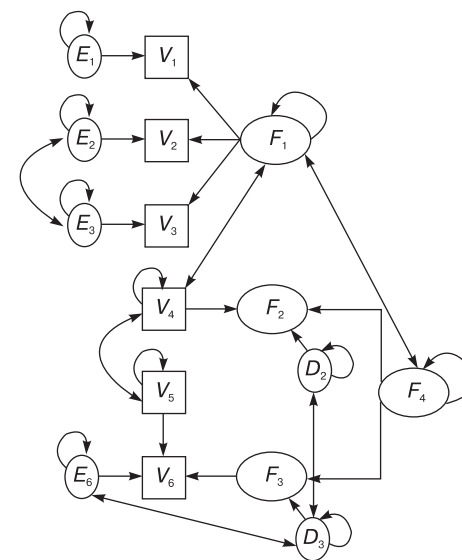 E₁ V₁
E₂ V₂ F₁
E₃ V₃
V₄ F₂
D₂
V₅ F₄
E₆ V₆ F₃
D₃